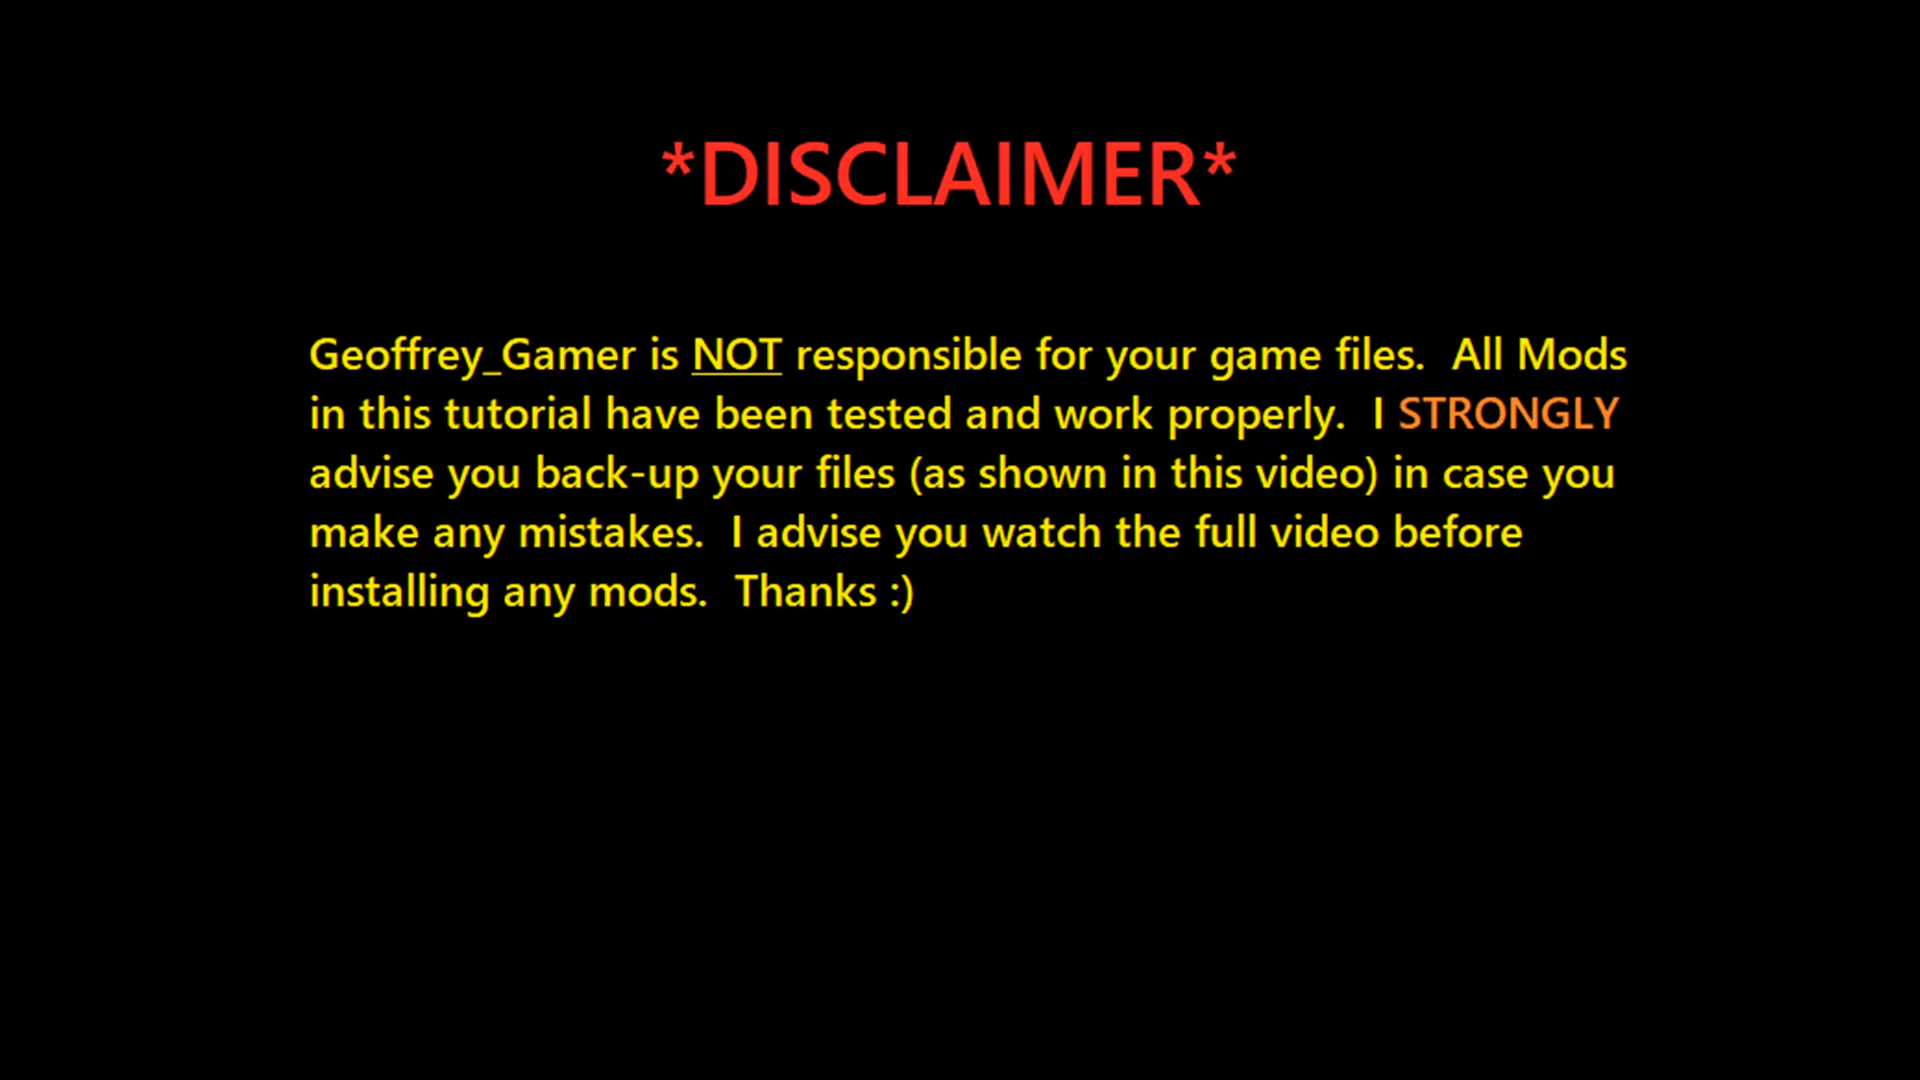 *DISCLAIMER*
Geoffrey_Gamer is NOT responsible for your game files.  All Mods
in this tutorial have been tested and work properly.  I STRONGLY
advise you back-up your files (as shown in this video) in case you
make any mistakes.  I advise you watch the full video before
installing any mods.  Thanks :)